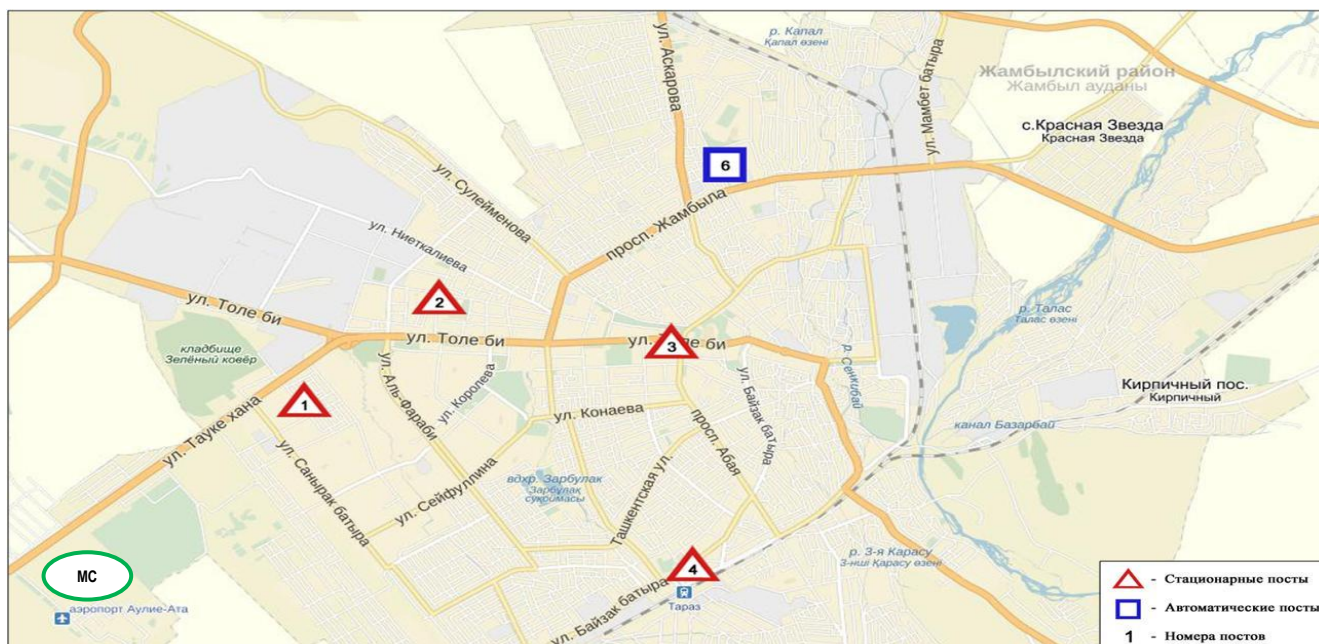 р. Капал
Қапал өзені
ул. Аскарова
Жамбылский район
Жамбыл ауданы
ул. Мамбет батыра
с.Красная Звезда
Красная Звезда
6
ул. Сулейменова
просп. Жамбыла
ул. Ниеткалиева
2
ул. Толе би
ул. Толе би
ул. Толе би
3
р. Талас
Талас өзені
кладбище
Зелёный ковёр
р. Сенкибай
ул. Королева
ул. Байзак батыра
Кирпичный пос.
Кирпичный
1
ул. Аль-Фараби
ул. Конаева
просп. Абая
канал Базарбай
ул. Тауке хана
ул. Санырак батыра
ул. Сейфуллина
вдхр. Зарбулак
Зарбұлақ
суқоймасы
Ташкентская ул.
р. 3-я Карасу
3-нші Қарасу өзені
МС
4
Тараз
аэропорт Аулие-Ата
ул. Байзак батыра
- Стационарные посты
- Автоматические посты
1 - Номера постов